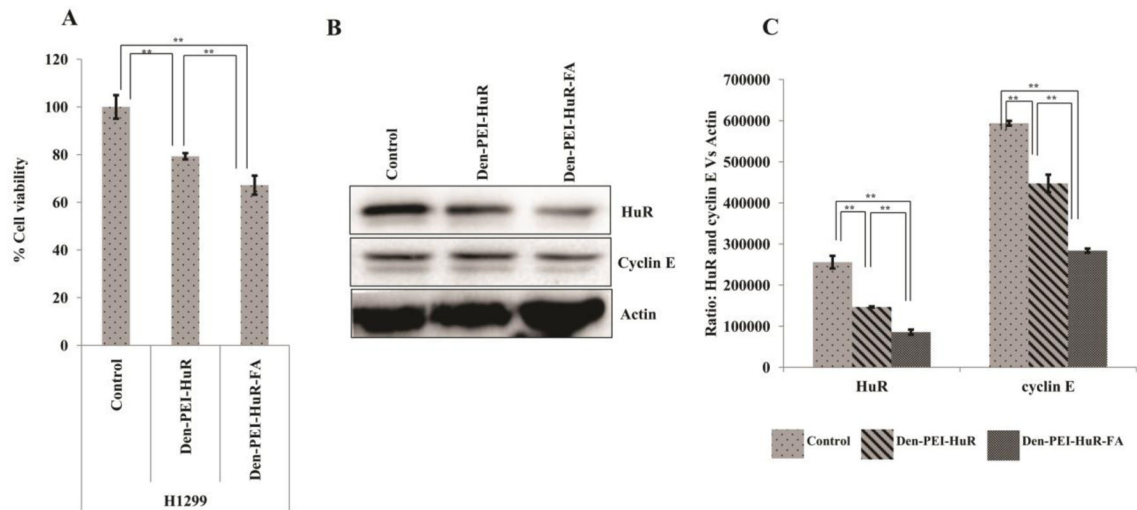 A
120
100
80
60
40
20
0
% Cell viability
**
**
**
Control
Den-PEI-HuR
Den-PEI-HuR-FA
H1299
B
Control
Den-PEI-HuR
Den-PEI-HuR-FA
HuR
Cyclin E
Actin
C
700000
600000
500000
400000
300000
200000
100000
0
Ratio: HuR and cyclin E Vs Actin
**
**
**
**
**
**
HuR
cyclin E
Control
Den-PEI-HuR
Den-PEI-HuR-FA